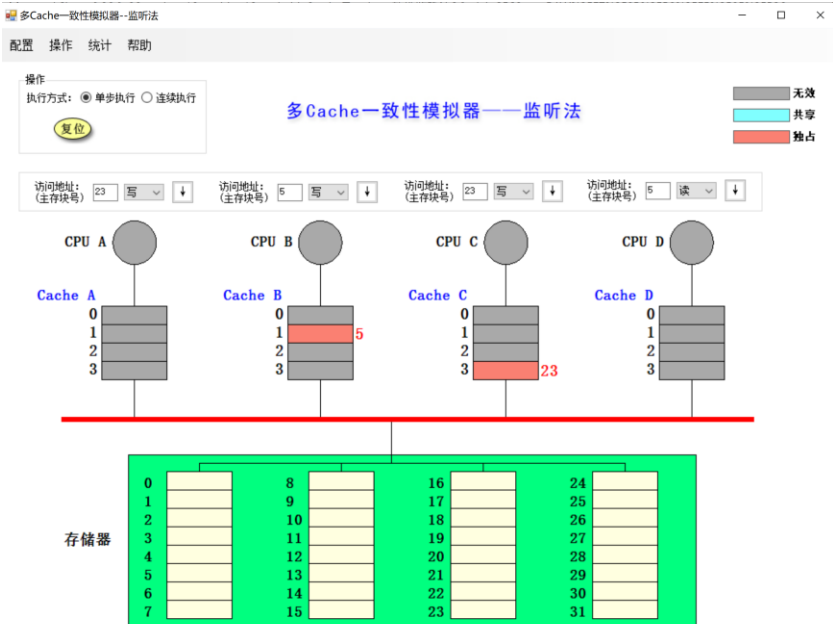 多Cache一致性模拟器--监听法
配置 操作 统计 帮助
操作
执行方式: 单步执行 连续执行
复位
多Cache一致性模拟器——监听法
无效
共享
独占
访问地址: (主存块号) 23 写 ↓
访问地址: (主存块号) 5 写 ↓
访问地址: (主存块号) 23 写 ↓
访问地址: (主存块号) 5 读 ↓
CPU A CPU B CPU C CPU D
Cache A Cache B Cache C Cache D
0 0 0 0
1 1 5 1 1
2 2 2 2
3 3 3 23 3
存储器
0 8 16 24
1 9 17 25
2 10 18 26
3 11 19 27
4 12 20 28
5 13 21 29
6 14 22 30
7 15 23 31